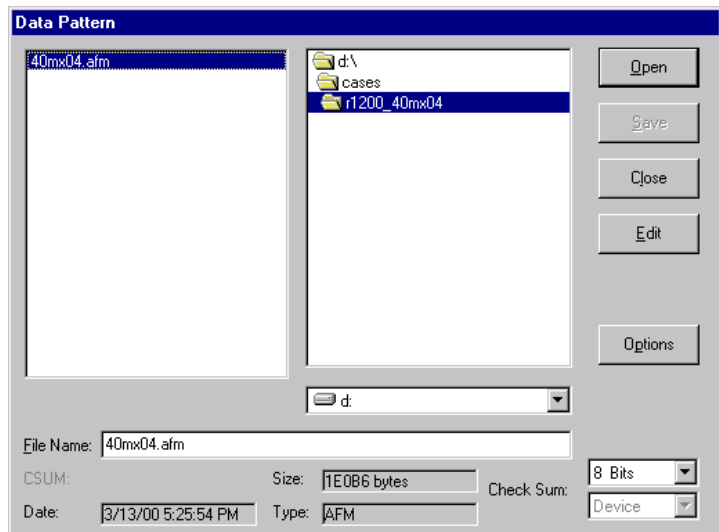 Data Pattern
40mx04.afm
d:\
cases
r1200_40mx04
Open
Save
Close
Edit
Options
d:
File Name: 40mx04.afm
CSUM:
Size: 1E0B6 bytes
Check Sum: 8 Bits
Date: 3/13/00 5:25:54 PM
Type: AFM
Device